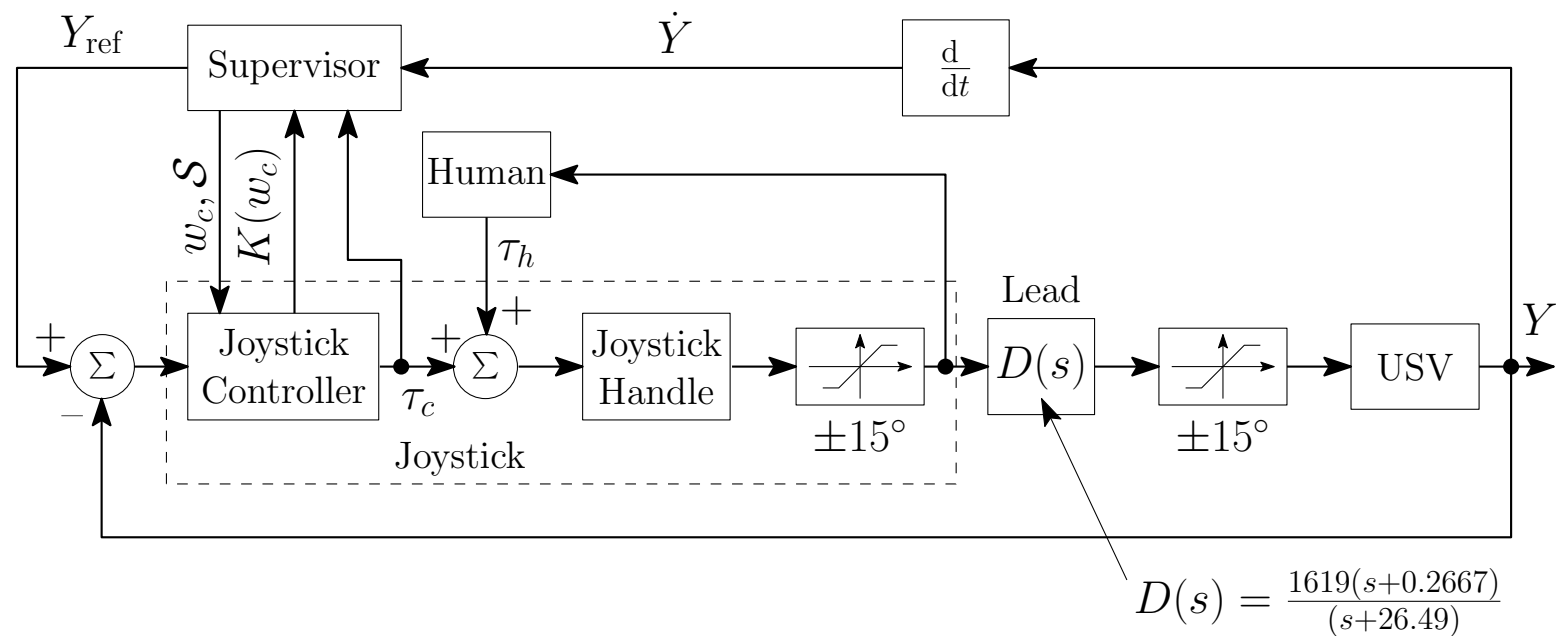 Y_ref
Supervisor
Ẏ
d/dt
w_c, 𝒮
K(w_c)
Human
τ_h
+
+
Σ
−
Joystick
Controller
τ_c
+
Σ
Joystick
Handle
±15°
Joystick
Lead
D(s)
±15°
USV
Y
D(s) = 1619(s+0.2667)/(s+26.49)